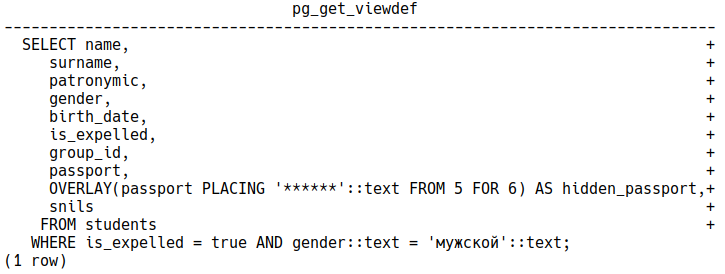 pg_get_viewdef
-------------------------------------------------------------------------------
SELECT name, +
surname, +
patronymic, +
gender, +
birth_date, +
is_expelled, +
group_id, +
passport, +
OVERLAY(passport PLACING '******'::text FROM 5 FOR 6) AS hidden_passport,+
snils +
FROM students +
WHERE is_expelled = true AND gender::text = 'мужской'::text;
(1 row)